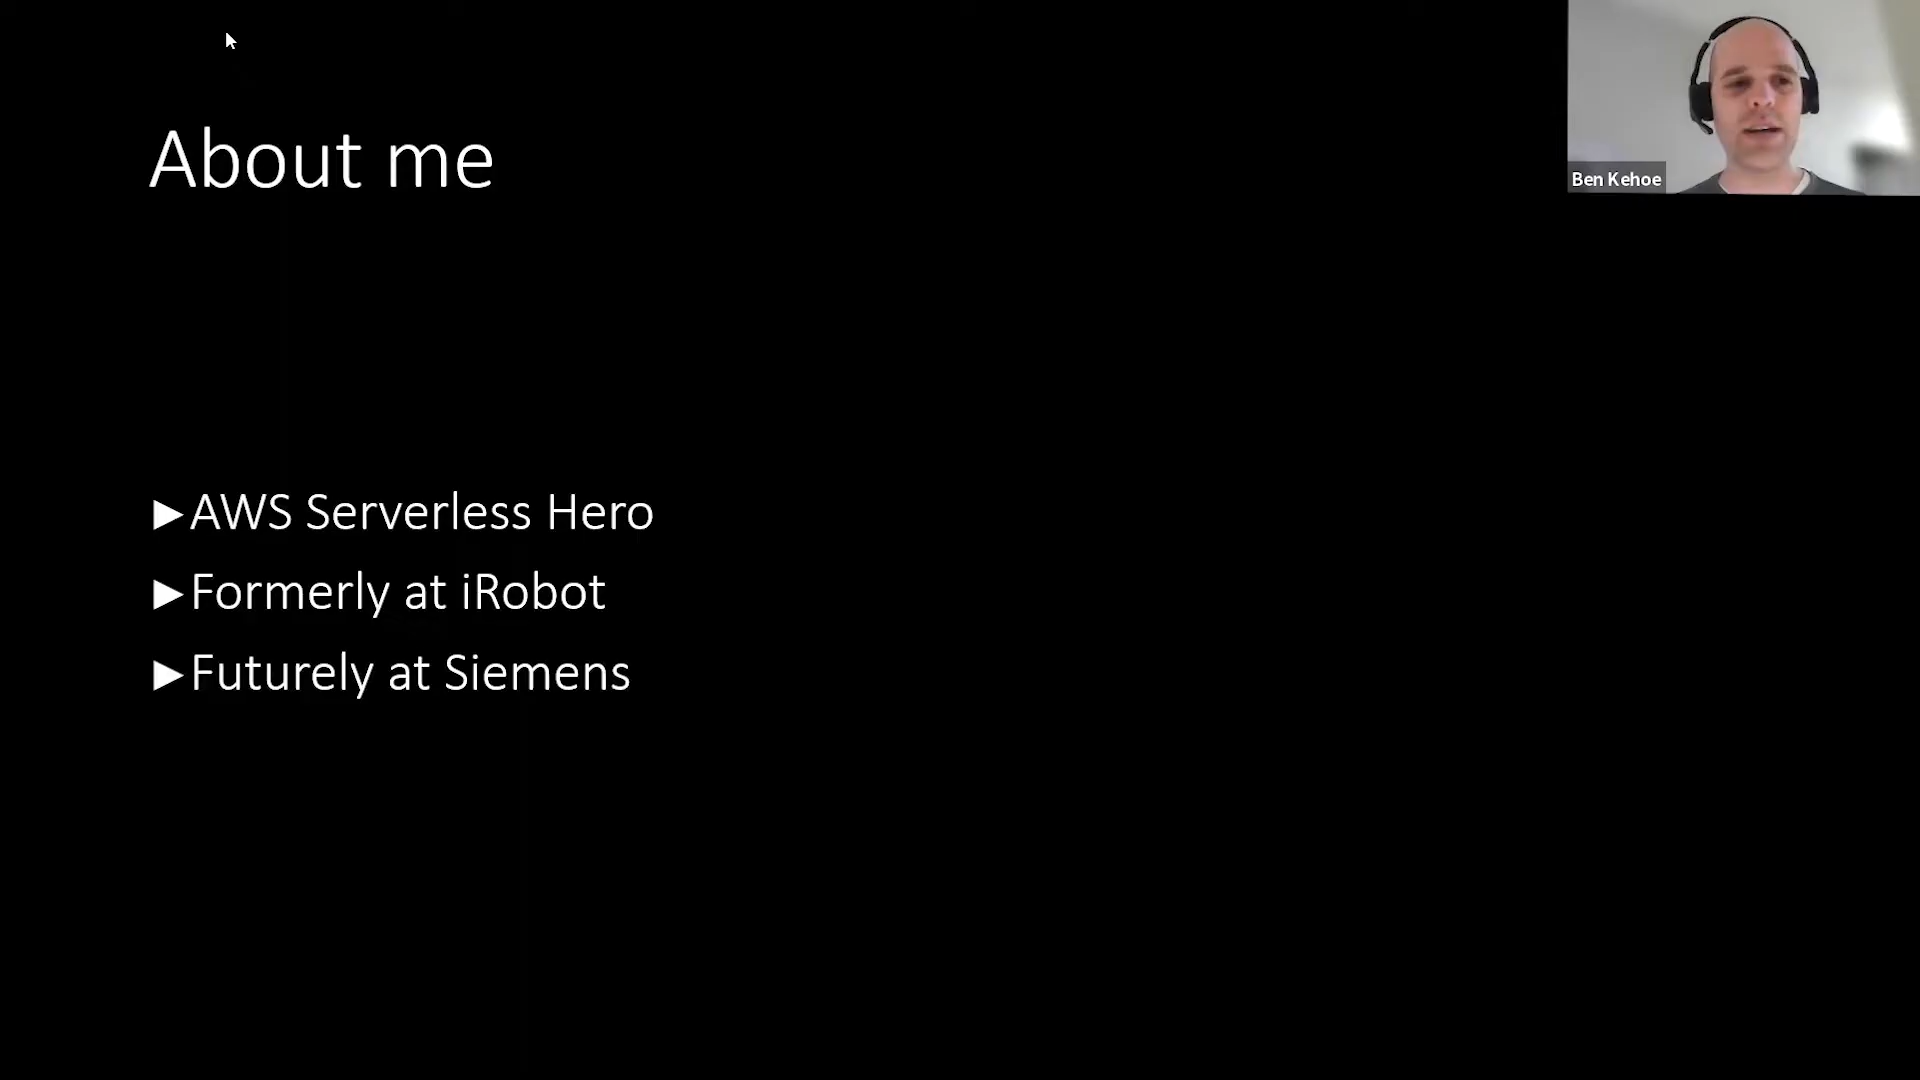 About me
Ben Kehoe
►AWS Serverless Hero
►Formerly at iRobot
►Futurely at Siemens